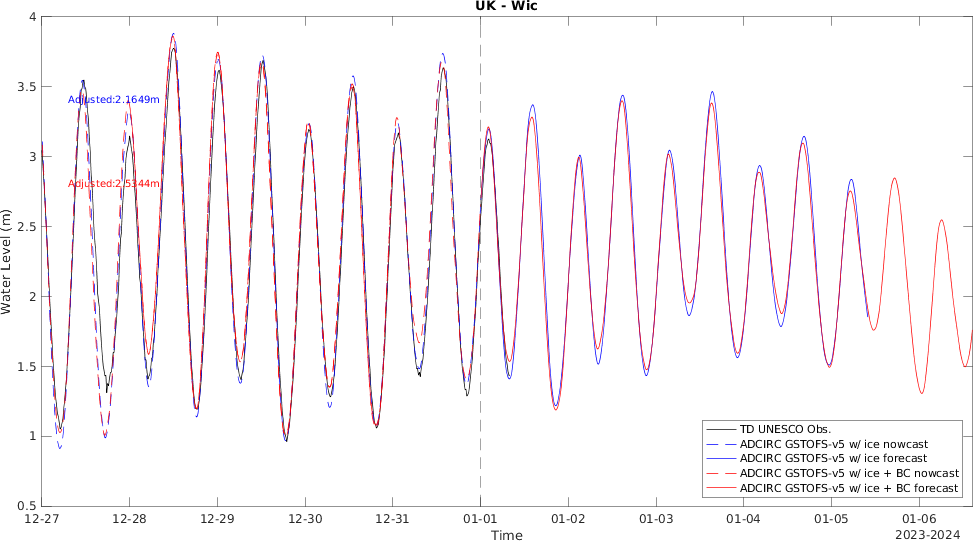 UK - Wic
4
3.5
3
2.5
2
1.5
1
0.5
Water Level (m)
Adjusted:2.1649m
Adjusted:2.5344m
TD UNESCO Obs.
ADCIRC GSTOFS-v5 w/ ice nowcast
ADCIRC GSTOFS-v5 w/ ice forecast
ADCIRC GSTOFS-v5 w/ ice + BC nowcast
ADCIRC GSTOFS-v5 w/ ice + BC forecast
12-27 12-28 12-29 12-30 12-31 01-01 01-02 01-03 01-04 01-05 01-06
Time
2023-2024